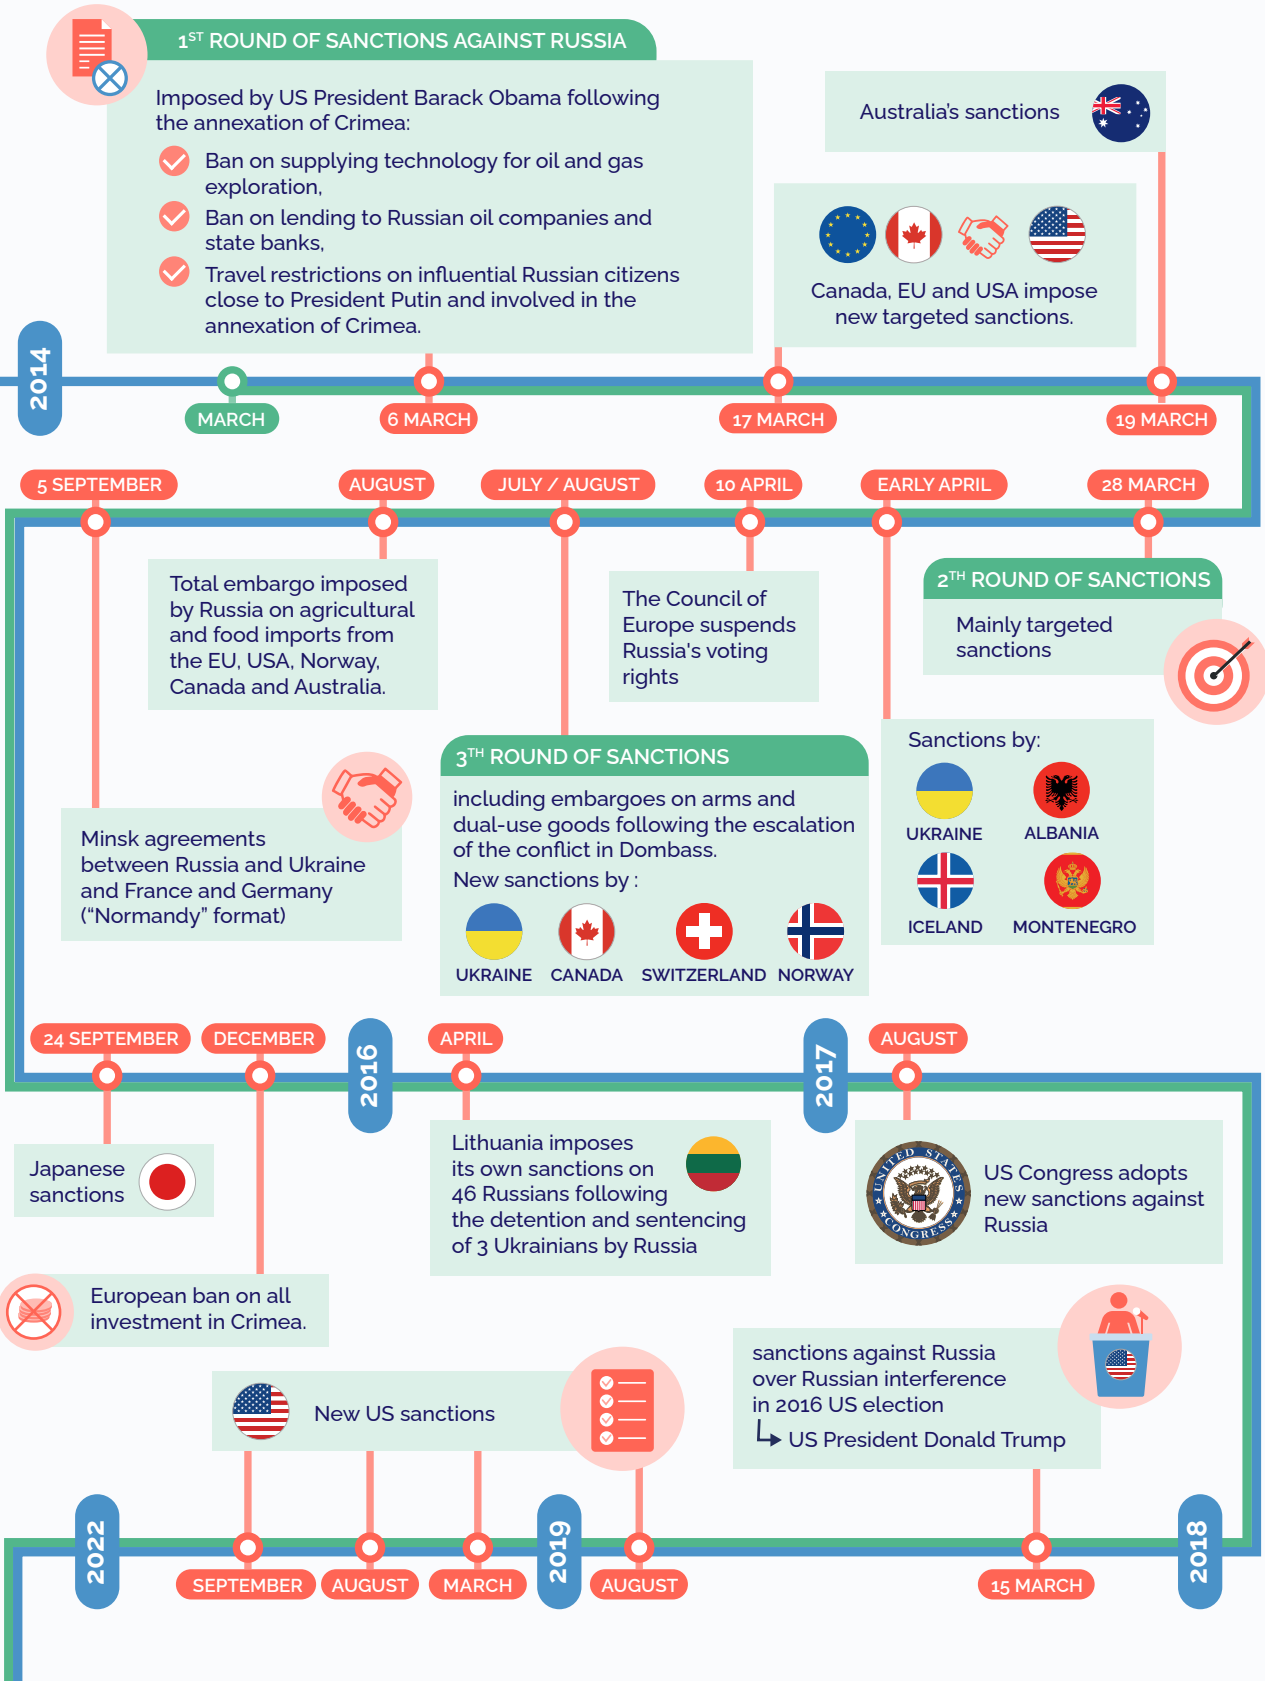 1ST ROUND OF SANCTIONS AGAINST RUSSIA
Imposed by US President Barack Obama following
the annexation of Crimea:
Ban on supplying technology for oil and gas
exploration,
Ban on lending to Russian oil companies and
state banks,
Travel restrictions on influential Russian citizens
close to President Putin and involved in the
annexation of Crimea.
Australia's sanctions
Canada, EU and USA impose
new targeted sanctions.
2014
MARCH
6 MARCH
17 MARCH
19 MARCH
5 SEPTEMBER
AUGUST
JULY / AUGUST
10 APRIL
EARLY APRIL
28 MARCH
Total embargo imposed
by Russia on agricultural
and food imports from
the EU, USA, Norway,
Canada and Australia.
The Council of
Europe suspends
Russia's voting
rights
2TH ROUND OF SANCTIONS
Mainly targeted
sanctions
Minsk agreements
between Russia and Ukraine
and France and Germany
(“Normandy” format)
3TH ROUND OF SANCTIONS
including embargoes on arms and
dual-use goods following the escalation
of the conflict in Dombass.
New sanctions by :
UKRAINE
CANADA
SWITZERLAND
NORWAY
Sanctions by:
UKRAINE
ALBANIA
ICELAND
MONTENEGRO
24 SEPTEMBER
DECEMBER
2016
APRIL
2017
AUGUST
Japanese
sanctions
European ban on all
investment in Crimea.
Lithuania imposes
its own sanctions on
46 Russians following
the detention and sentencing
of 3 Ukrainians by Russia
UNITED STATES
CONGRESS
US Congress adopts
new sanctions against
Russia
New US sanctions
sanctions against Russia
over Russian interference
in 2016 US election
US President Donald Trump
2022
SEPTEMBER
AUGUST
MARCH
2019
AUGUST
15 MARCH
2018